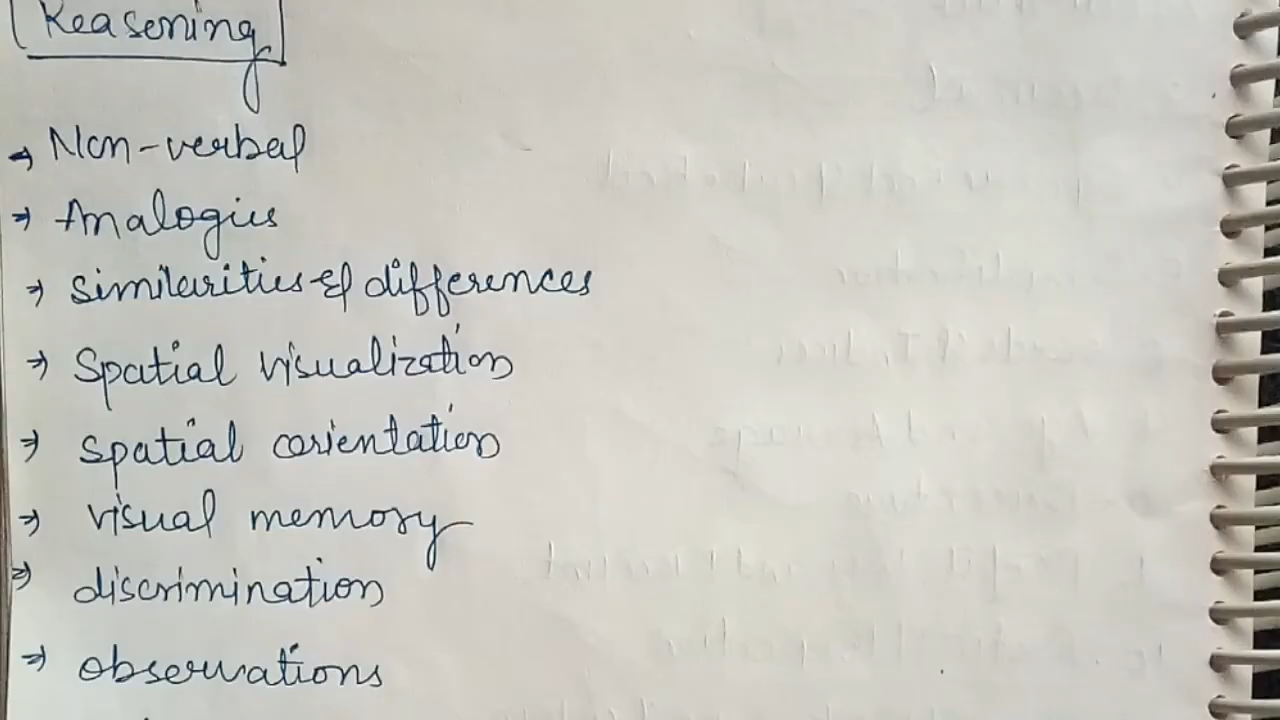 Reasoning
→ Non-verbal
→ Analogies
→ Similarities & differences
→ Spatial visualization
→ spatial orientation
→ visual memory
→ discrimination
→ observations